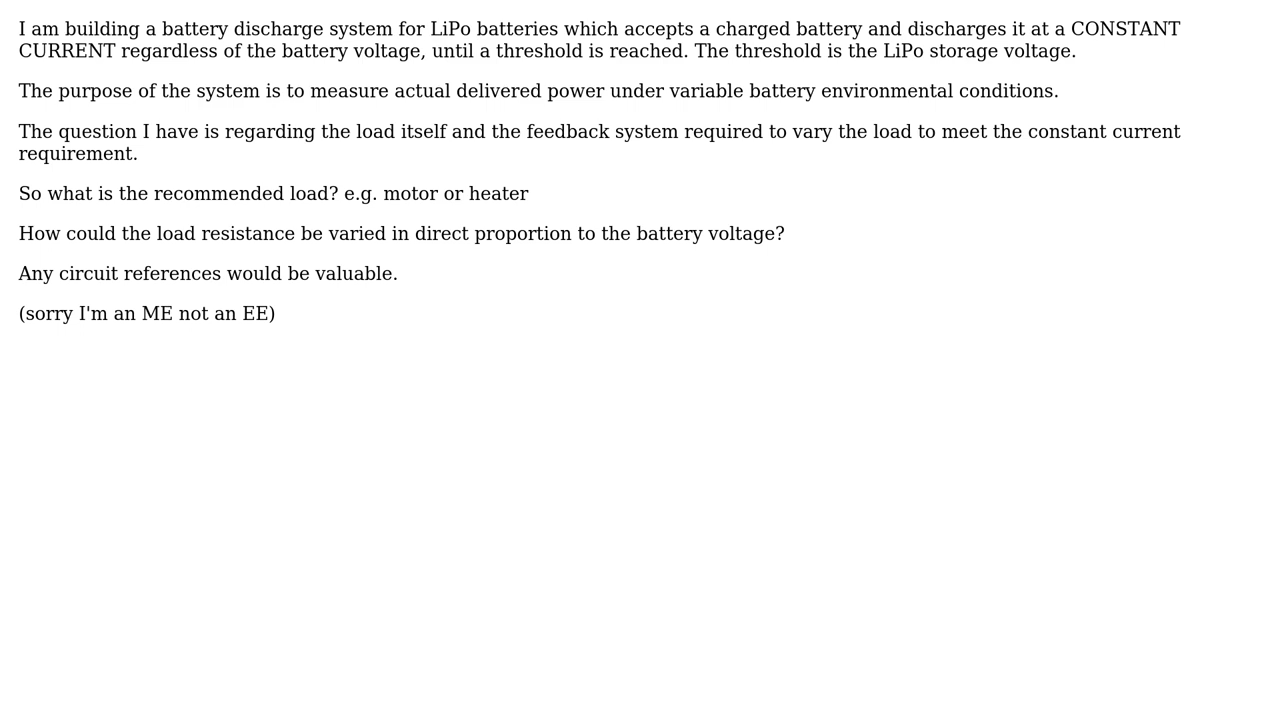 I am building a battery discharge system for LiPo batteries which accepts a charged battery and discharges it at a CONSTANT
CURRENT regardless of the battery voltage, until a threshold is reached. The threshold is the LiPo storage voltage.
The purpose of the system is to measure actual delivered power under variable battery environmental conditions.
The question I have is regarding the load itself and the feedback system required to vary the load to meet the constant current
requirement.
So what is the recommended load? e.g. motor or heater
How could the load resistance be varied in direct proportion to the battery voltage?
Any circuit references would be valuable.
(sorry I'm an ME not an EE)